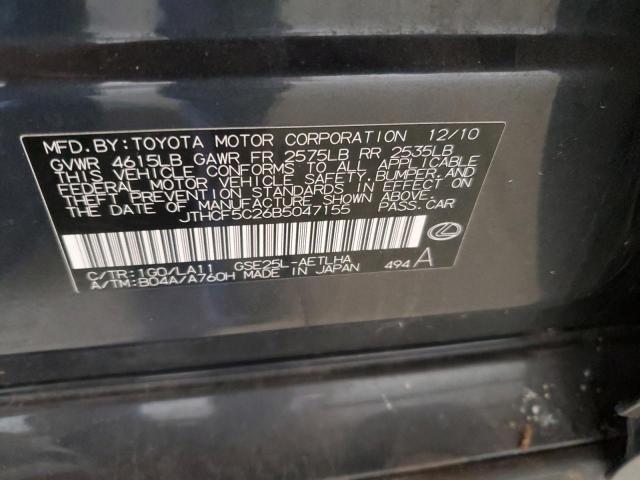 MFD.BY:TOYOTA MOTOR CORPORATION 12/10
GVWR 4615LB GAWR FR 2575LB RR 2535LB
THIS VEHICLE CONFORMS TO ALL APPLICABLE
FEDERAL MOTOR VEHICLE SAFETY, BUMPER, AND
THEFT PREVENTION STANDARDS IN EFFECT ON
THE DATE OF MANUFACTURE SHOWN ABOVE.
JTHCF5C26B5047155 PASS.CAR
C/TR:1G0/LA11 GSE25L-AETLHA
A/TM:B04A/A760H MADE IN JAPAN 494 A